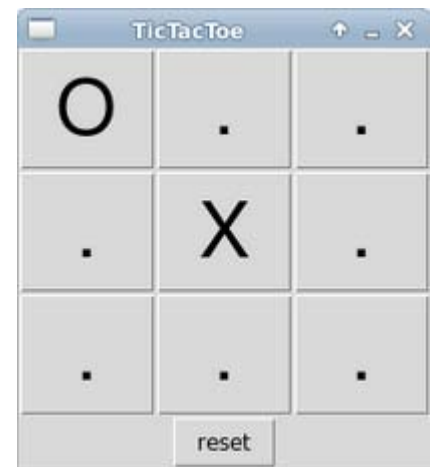 TicTacToe
O . .
. X .
. . .
reset